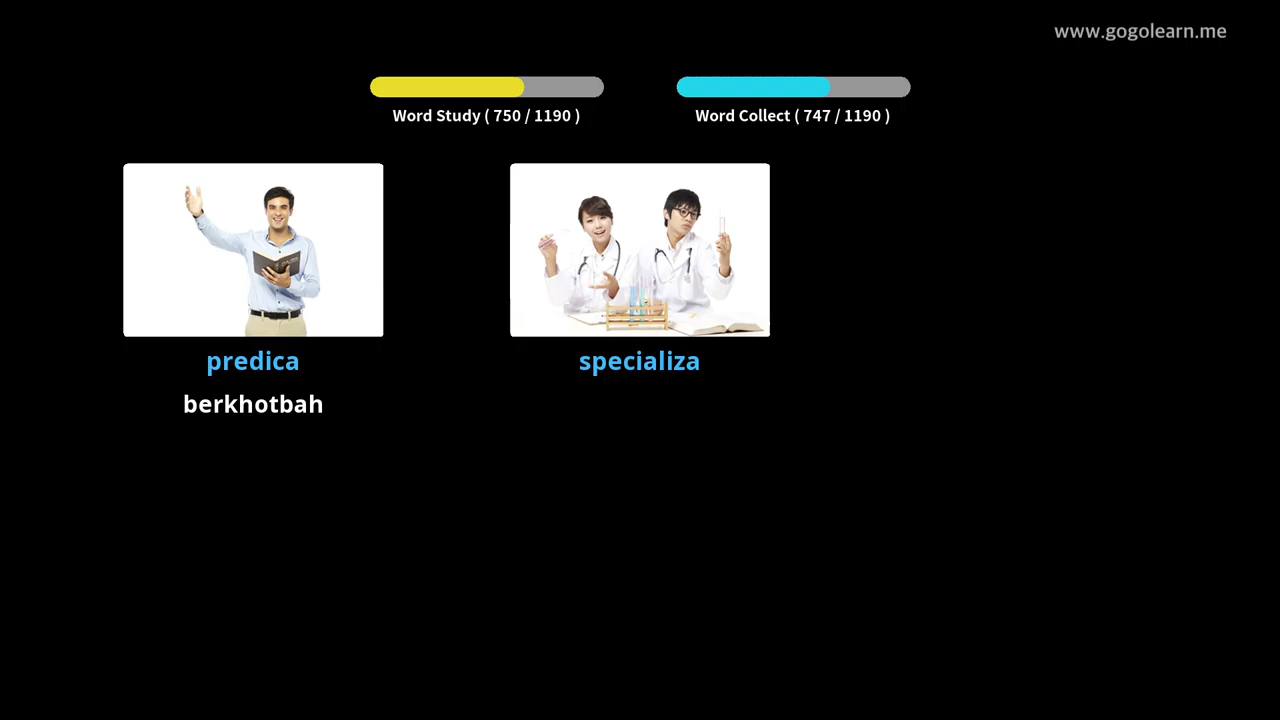 www.gogolearn.me
Word Study ( 750 / 1190 )
Word Collect ( 747 / 1190 )
predica
specializa
berkhotbah